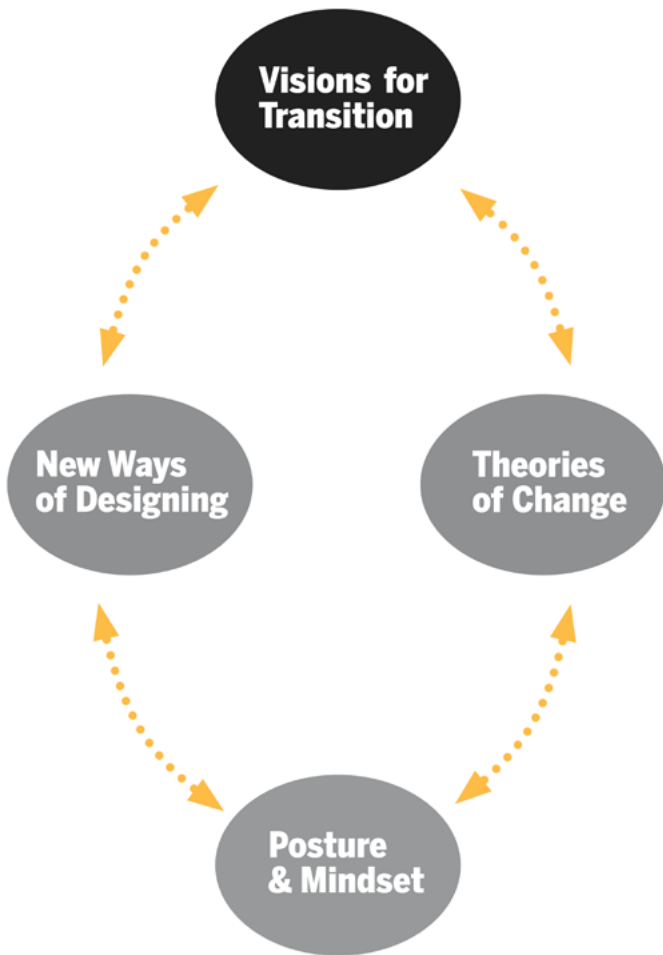 Visions for
Transition
New Ways
of Designing
Theories
of Change
Posture
& Mindset